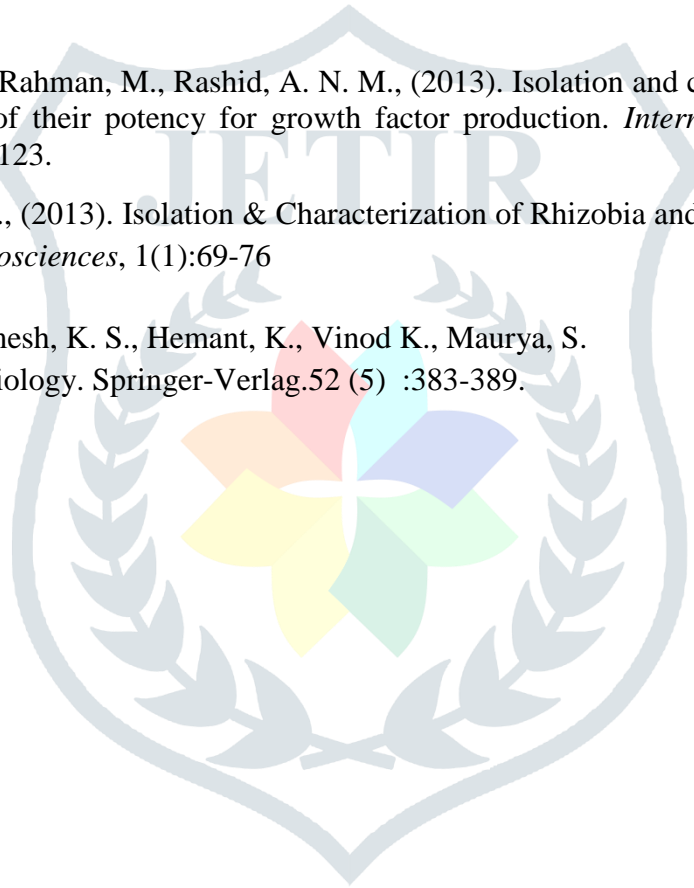 Rahman, M., Rashid, A. N. M., (2013). Isolation and c
of their potency for growth factor production. Intern
123.
., (2013). Isolation & Characterization of Rhizobia and
osciences, 1(1):69-76
nesh, K. S., Hemant, K., Vinod K., Maurya, S.
iology. Springer-Verlag.52 (5) :383-389.
JETIR